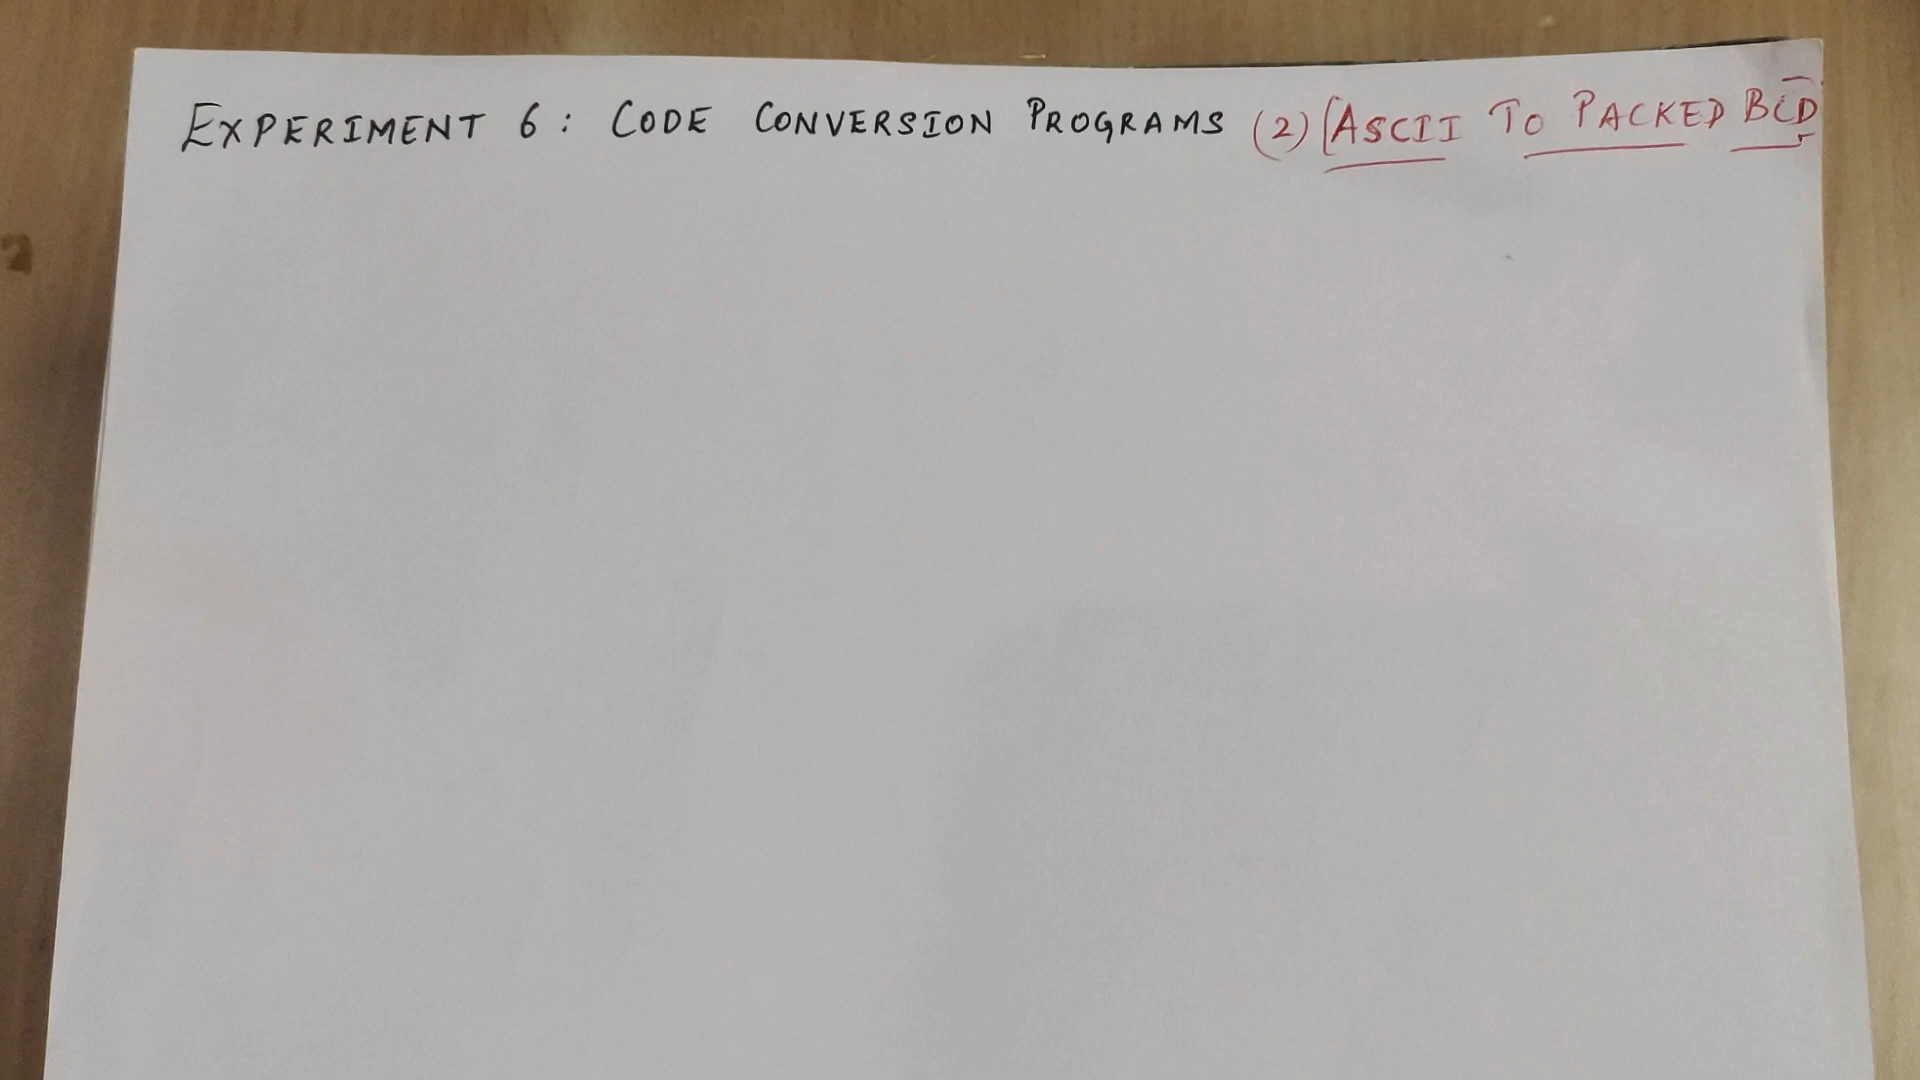 EXPERIMENT 6: CODE CONVERSION PROGRAMS (2) [ASCII TO PACKED BCD]